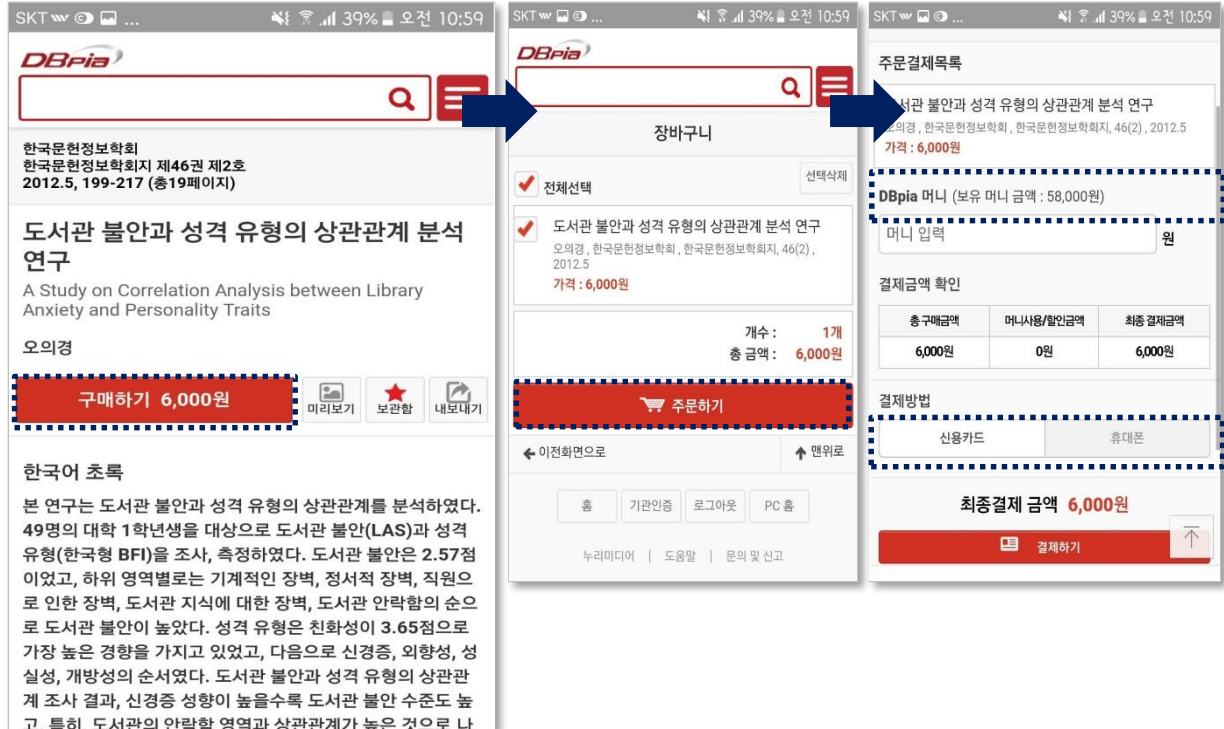 SKT ... 39% 오전 10:59
DBpia
한국문헌정보학회
한국문헌정보학회지 제46권 제2호
2012.5, 199-217 (총19페이지)
도서관 불안과 성격 유형의 상관관계 분석
연구
A Study on Correlation Analysis between Library
Anxiety and Personality Traits
오의경
구매하기 6,000원
미리보기 보관함 내보내기
한국어 초록
본 연구는 도서관 불안과 성격 유형의 상관관계를 분석하였다.
49명의 대학 1학년생을 대상으로 도서관 불안(LAS)과 성격
유형(한국형 BFI)을 조사, 측정하였다. 도서관 불안은 2.57점
이었고, 하위 영역별로는 기계적인 장벽, 정서적 장벽, 직원으
로 인한 장벽, 도서관 지식에 대한 장벽, 도서관 안락함의 순으
로 도서관 불안이 높았다. 성격 유형은 친화성이 3.65점으로
가장 높은 경향을 가지고 있었고, 다음으로 신경증, 외향성, 성
실성, 개방성의 순서였다. 도서관 불안과 성격 유형의 상관관
계 조사 결과, 신경증 성향이 높을수록 도서관 불안 수준도 높
고, 특히, 도서관의 안락함 영역과 상관관계가 높은 것으로 나
SKT ... 39% 오전 10:59
DBpia
장바구니
전체선택 선택삭제
도서관 불안과 성격 유형의 상관관계 분석 연구
오의경 , 한국문헌정보학회 , 한국문헌정보학회지, 46(2) ,
2012.5
가격 : 6,000원
개수 : 1개
총 금액 : 6,000원
주문하기
이전화면으로 맨위로
홈 기관인증 로그아웃 PC 홈
누리미디어 | 도움말 | 문의 및 신고
SKT ... 39% 오전 10:59
주문결제목록
서관 불안과 성격 유형의 상관관계 분석 연구
오의경 , 한국문헌정보학회 , 한국문헌정보학회지, 46(2) , 2012.5
가격 : 6,000원
DBpia 머니 (보유 머니 금액 : 58,000원)
머니 입력 원
결제금액 확인
총 구매금액 머니사용/할인금액 최종 결제금액
6,000원 0원 6,000원
결제방법
신용카드 휴대폰
최종결제 금액 6,000원
결제하기